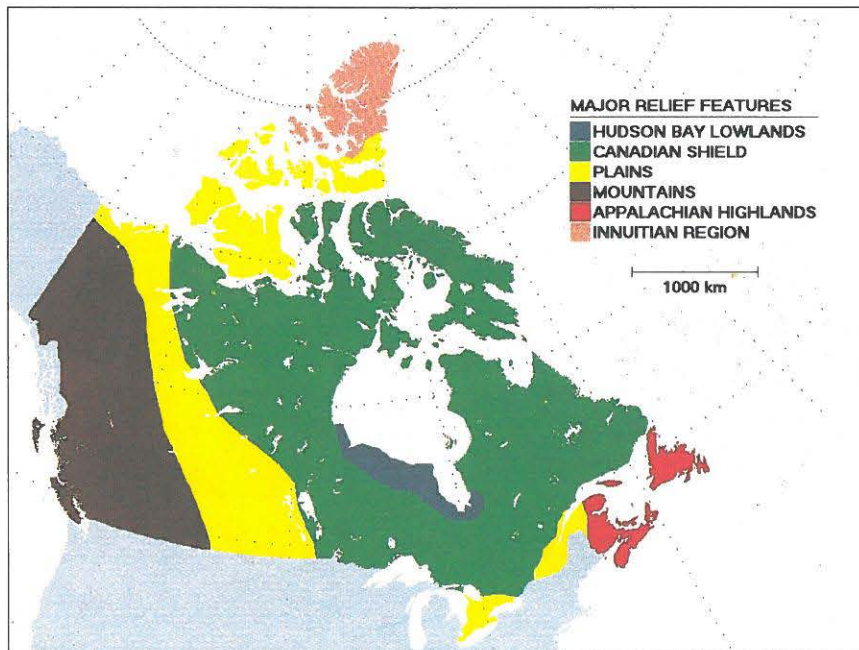 MAJOR RELIEF FEATURES
HUDSON BAY LOWLANDS
CANADIAN SHIELD
PLAINS
MOUNTAINS
APPALACHIAN HIGHLANDS
INNUITIAN REGION
1000 km